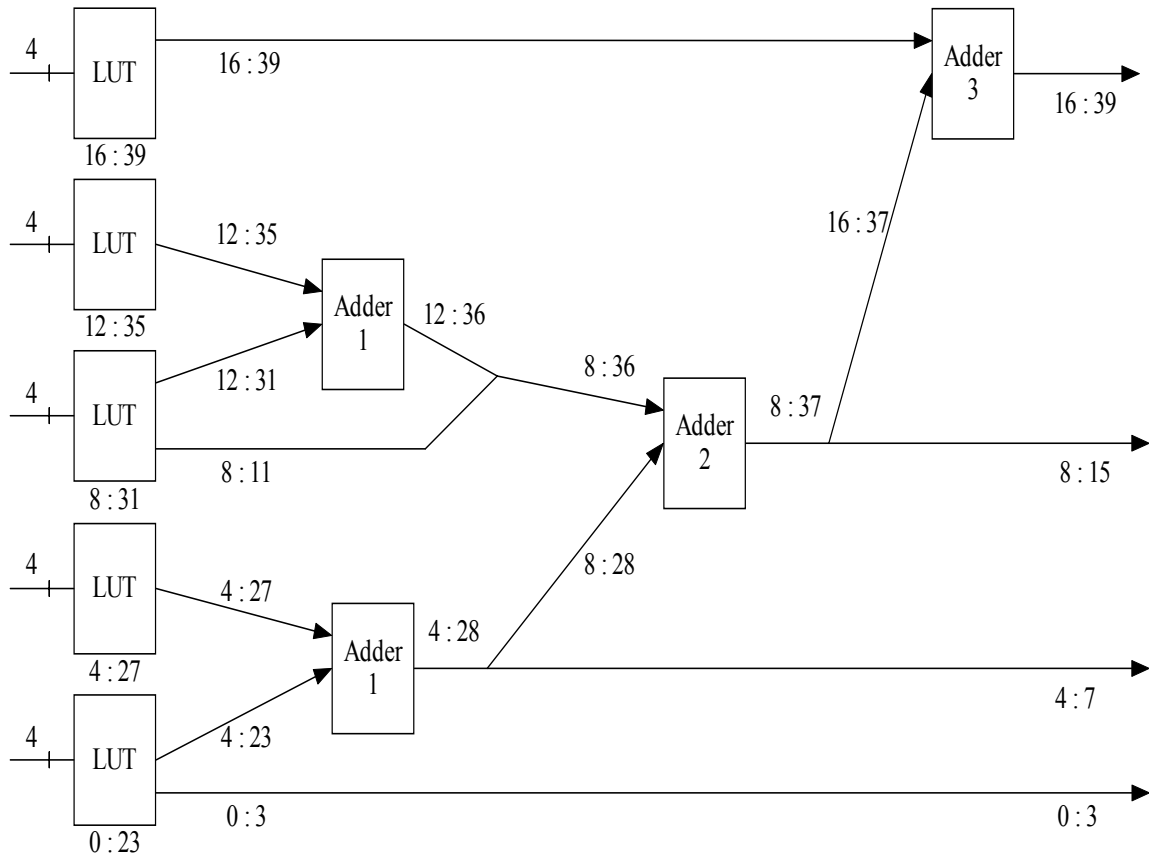 4
LUT
16 : 39
16 : 39
Adder
3
16 : 39
4
LUT
12 : 35
12 : 35
16 : 37
Adder
1
12 : 36
4
LUT
12 : 31
8 : 11
8 : 31
8 : 36
Adder
2
8 : 37
8 : 15
4
LUT
4 : 27
4 : 27
8 : 28
Adder
1
4 : 28
4 : 7
4
LUT
4 : 23
0 : 3
0 : 3
0 : 23